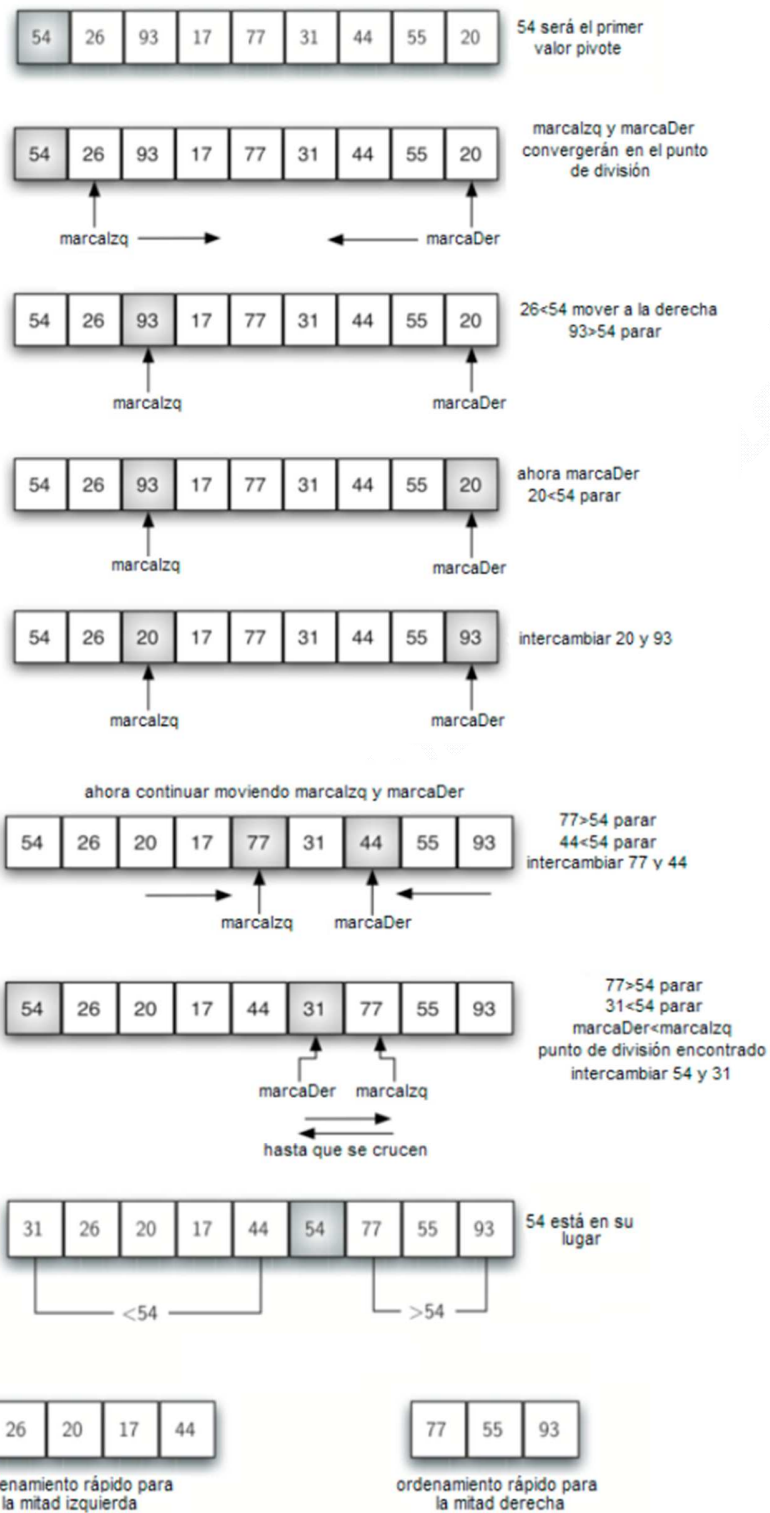 54 26 93 17 77 31 44 55 20
54 será el primer
valor pivote
54 26 93 17 77 31 44 55 20
marcaIzq y marcaDer
convergerán en el punto
de división
marcaIzq
marcaDer
54 26 93 17 77 31 44 55 20
26<54 mover a la derecha
93>54 parar
marcaIzq
marcaDer
54 26 93 17 77 31 44 55 20
ahora marcaDer
20<54 parar
marcaIzq
marcaDer
54 26 20 17 77 31 44 55 93
intercambiar 20 y 93
marcaIzq
marcaDer
ahora continuar moviendo marcaIzq y marcaDer
54 26 20 17 77 31 44 55 93
77>54 parar
44<54 parar
intercambiar 77 y 44
marcaIzq
marcaDer
54 26 20 17 44 31 77 55 93
77>54 parar
31<54 parar
marcaDer<marcaIzq
punto de división encontrado
intercambiar 54 y 31
marcaDer
marcaIzq
hasta que se crucen
31 26 20 17 44 54 77 55 93
54 está en su
lugar
<54
>54
26 20 17 44
77 55 93
enamiento rápido para
la mitad izquierda
ordenamiento rápido para
la mitad derecha